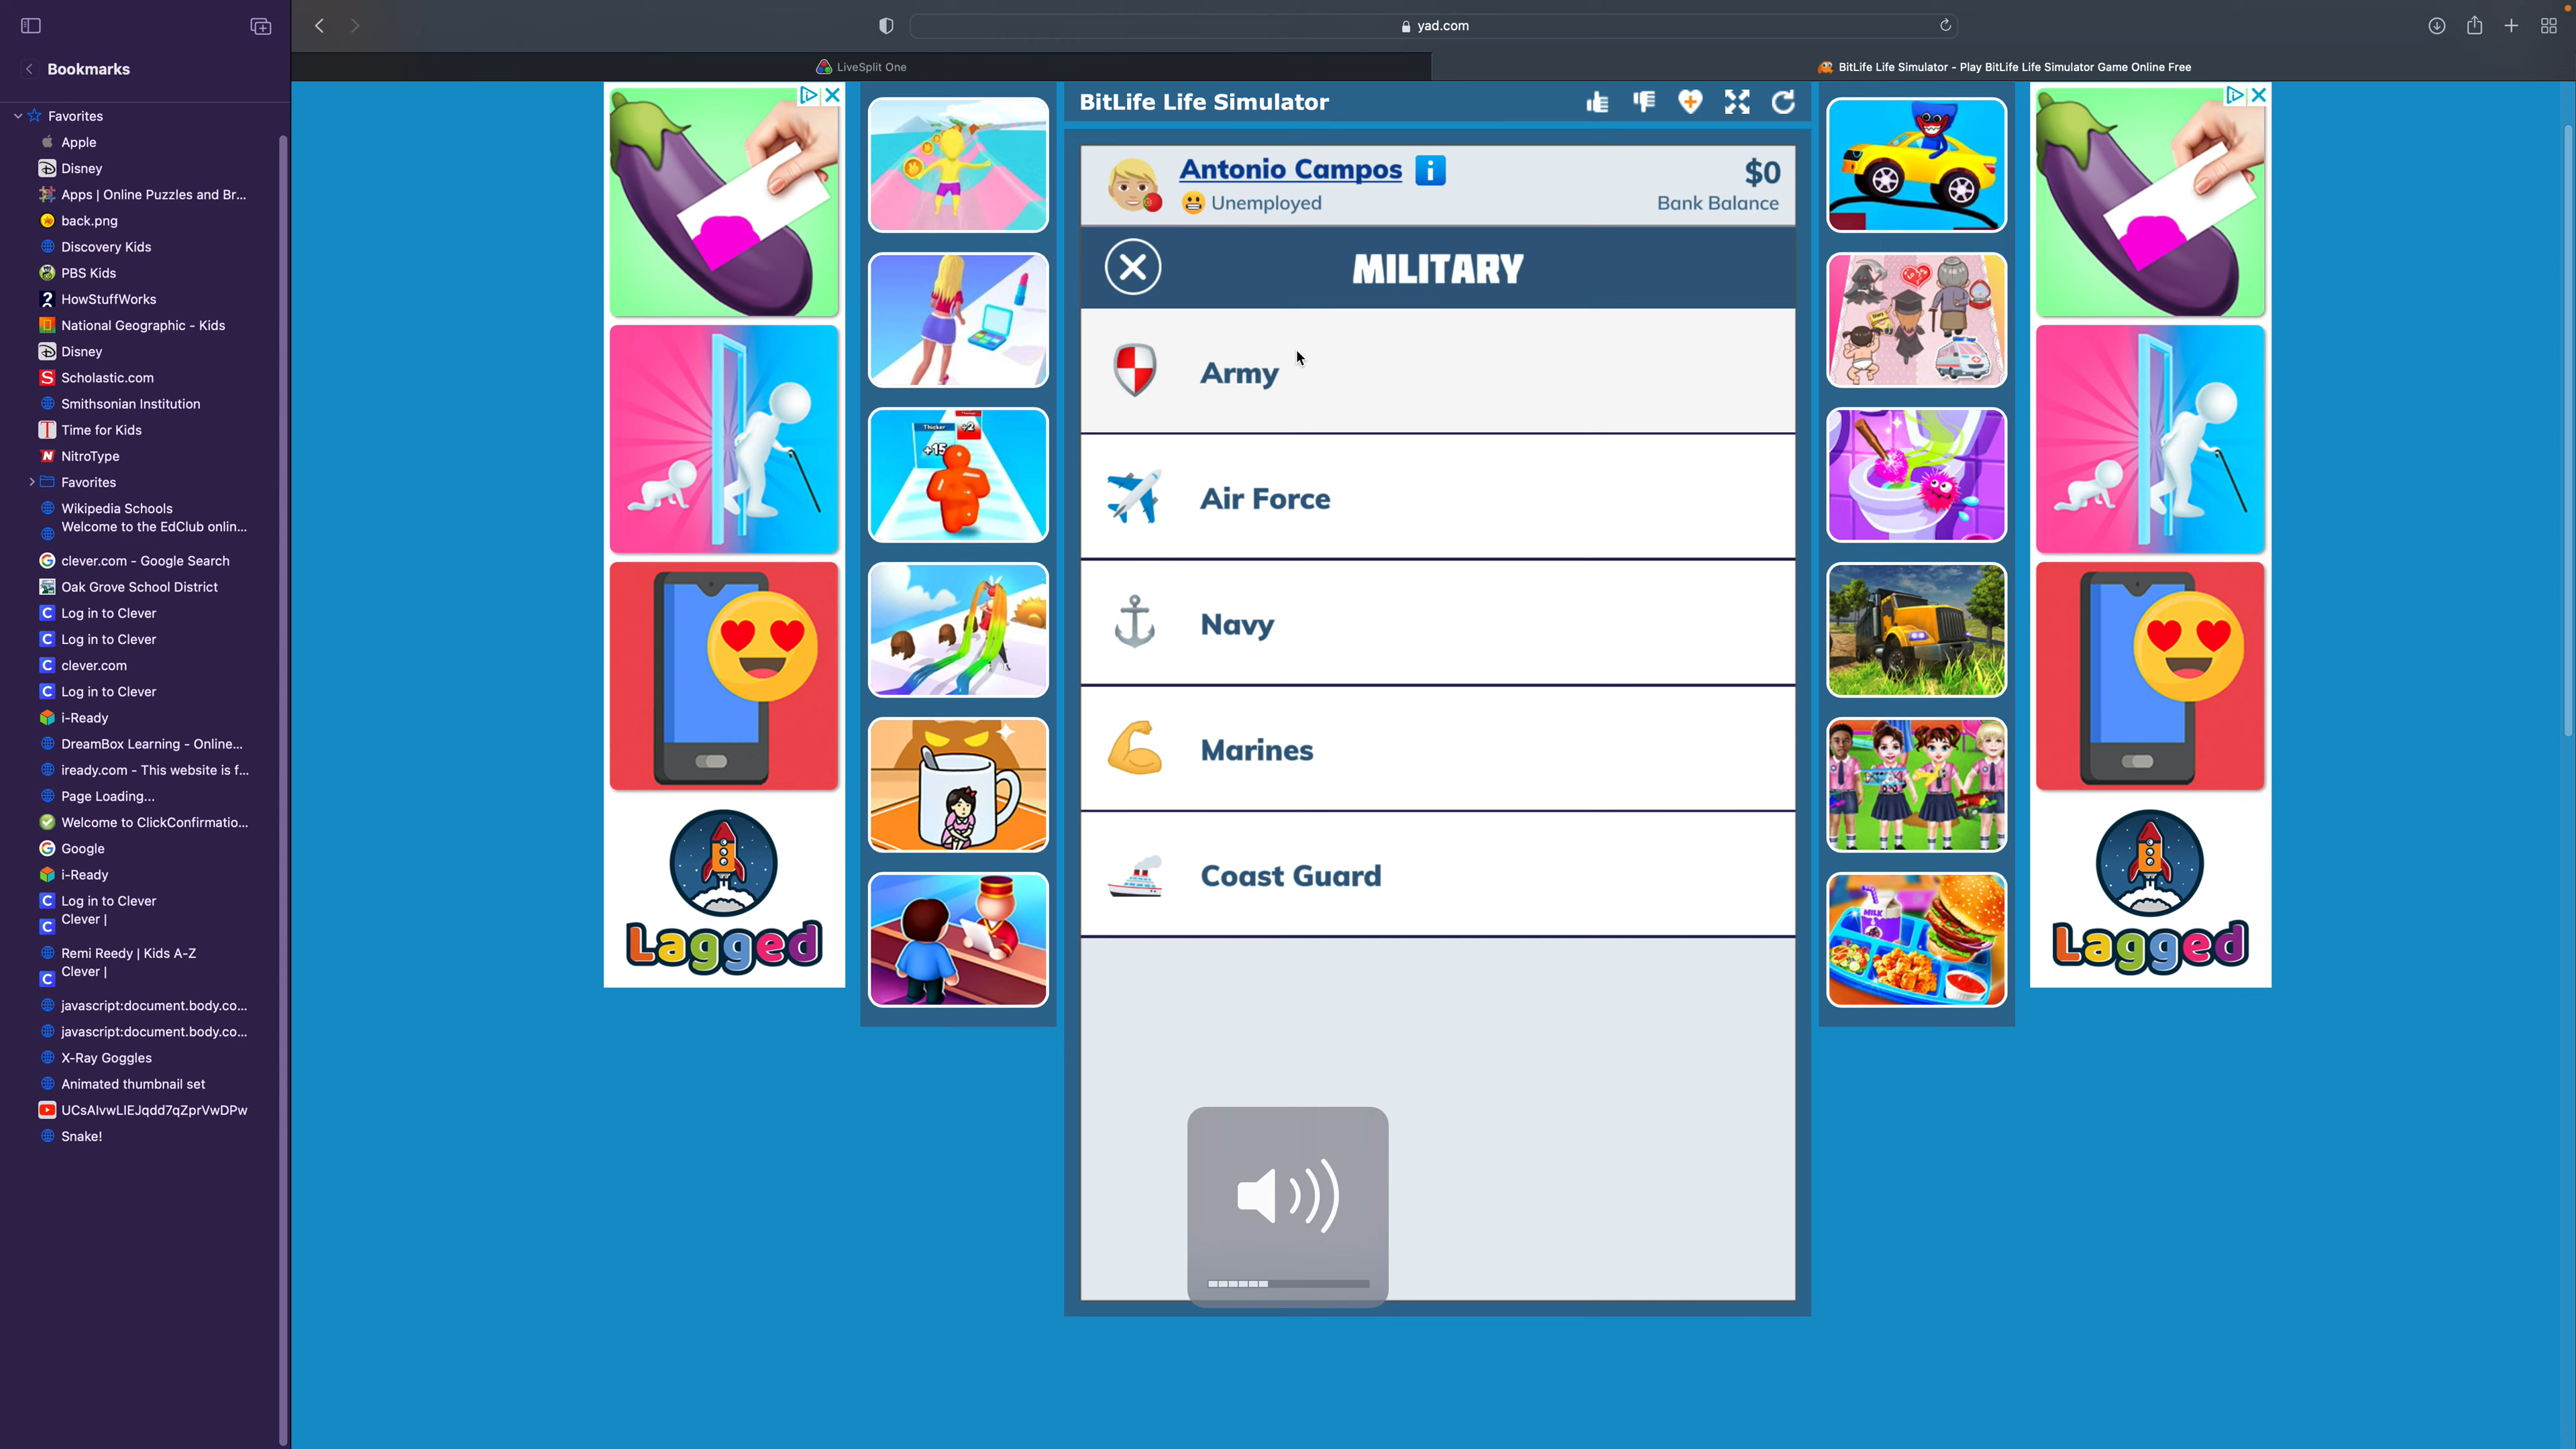 yad.com
LiveSplit One
BitLife Life Simulator - Play BitLife Life Simulator Game Online Free
Bookmarks
Favorites
Apple
Disney
Apps | Online Puzzles and Br...
back.png
Discovery Kids
PBS Kids
HowStuffWorks
National Geographic - Kids
Disney
Scholastic.com
Smithsonian Institution
Time for Kids
NitroType
Favorites
Wikipedia Schools
Welcome to the EdClub onlin...
clever.com - Google Search
Oak Grove School District
Log in to Clever
Log in to Clever
clever.com
Log in to Clever
i-Ready
DreamBox Learning - Online...
iready.com - This website is f...
Page Loading...
Welcome to ClickConfirmatio...
Google
i-Ready
Log in to Clever
Clever |
Remi Reedy | Kids A-Z
Clever |
javascript:document.body.co...
javascript:document.body.co...
X-Ray Goggles
Animated thumbnail set
UCsAlvwLIEJqdd7qZprVwDPw
Snake!
BitLife Life Simulator
Antonio Campos
$0
Unemployed
Bank Balance
MILITARY
Army
Air Force
Navy
Marines
Coast Guard
Thicker
+2
+15
MILK
Lagged
Lagged